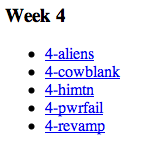 Week 4
4-aliens
4-cowblank
4-himtn
4-pwrfail
4-revamp